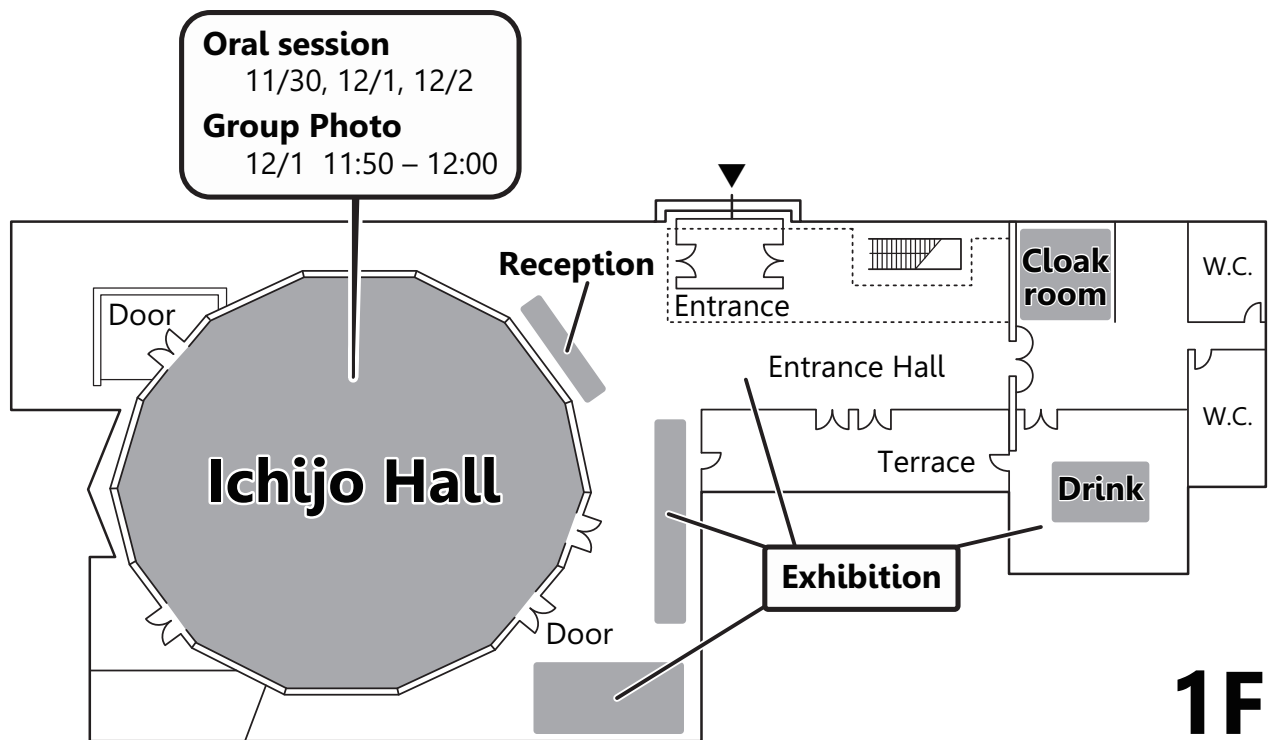 Oral session
11/30, 12/1, 12/2
Group Photo
12/1 11:50 – 12:00
Reception
Entrance
Cloak
room
W.C.
Door
Entrance Hall
W.C.
Terrace
Ichijo Hall
Drink
Exhibition
Door
1F